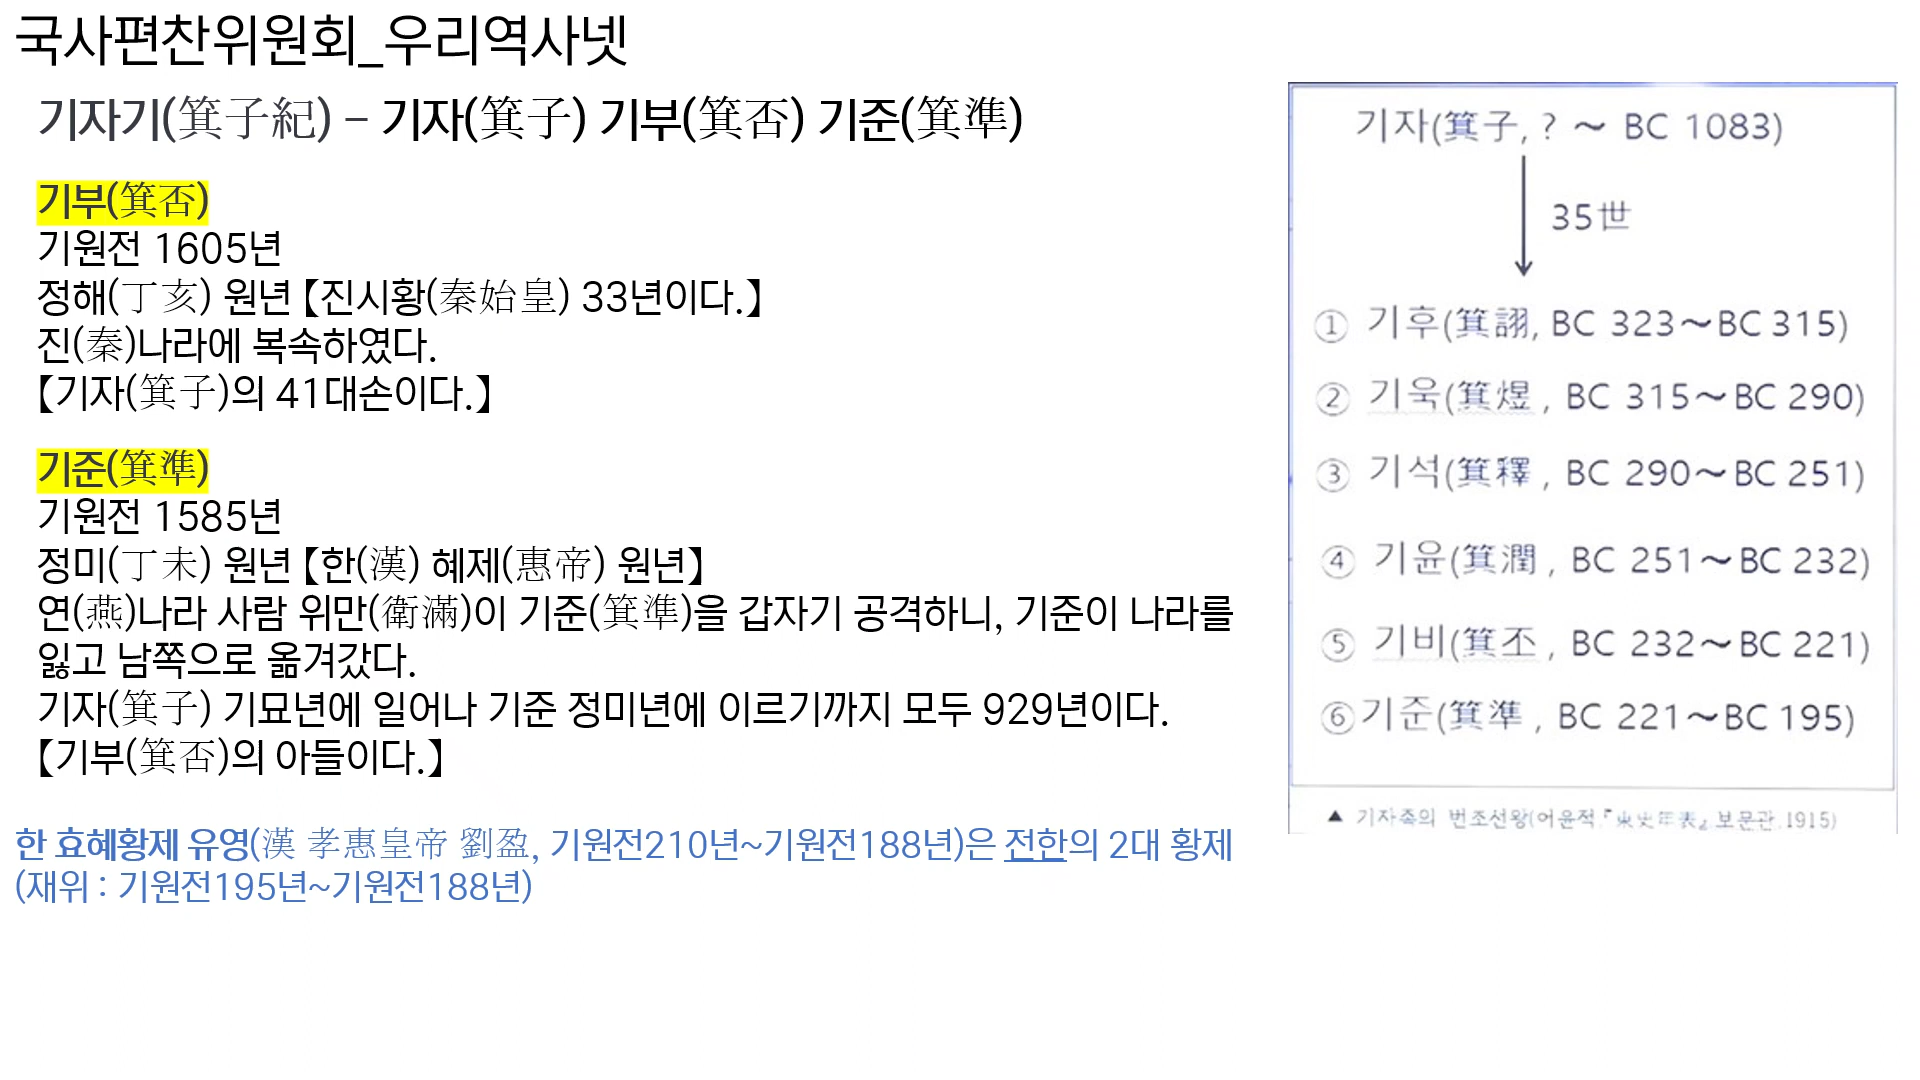 국사편찬위원회_우리역사넷
기자기(箕子紀) – 기자(箕子) 기부(箕否) 기준(箕準)
기부(箕否)
기원전 1605년
정해(丁亥) 원년 【진시황(秦始皇) 33년이다.】
진(秦)나라에 복속하였다.
【기자(箕子)의 41대손이다.】
기준(箕準)
기원전 1585년
정미(丁未) 원년 【한(漢) 혜제(惠帝) 원년】
연(燕)나라 사람 위만(衛滿)이 기준(箕準)을 갑자기 공격하니, 기준이 나라를
잃고 남쪽으로 옮겨갔다.
기자(箕子) 기묘년에 일어나 기준 정미년에 이르기까지 모두 929년이다.
【기부(箕否)의 아들이다.】
한 효혜황제 유영(漢 孝惠皇帝 劉盈, 기원전210년~기원전188년)은 전한의 2대 황제
(재위 : 기원전195년~기원전188년)
기자(箕子, ? ~ BC 1083)
35世
① 기후(箕詡, BC 323~BC 315)
② 기욱(箕煜, BC 315~BC 290)
③ 기석(箕釋, BC 290~BC 251)
④ 기윤(箕潤, BC 251~BC 232)
⑤ 기비(箕丕, BC 232~BC 221)
⑥ 기준(箕準, BC 221~BC 195)
▲ 기자족의 번조선왕(어윤적,『東史年表』, 보문관, 1915)